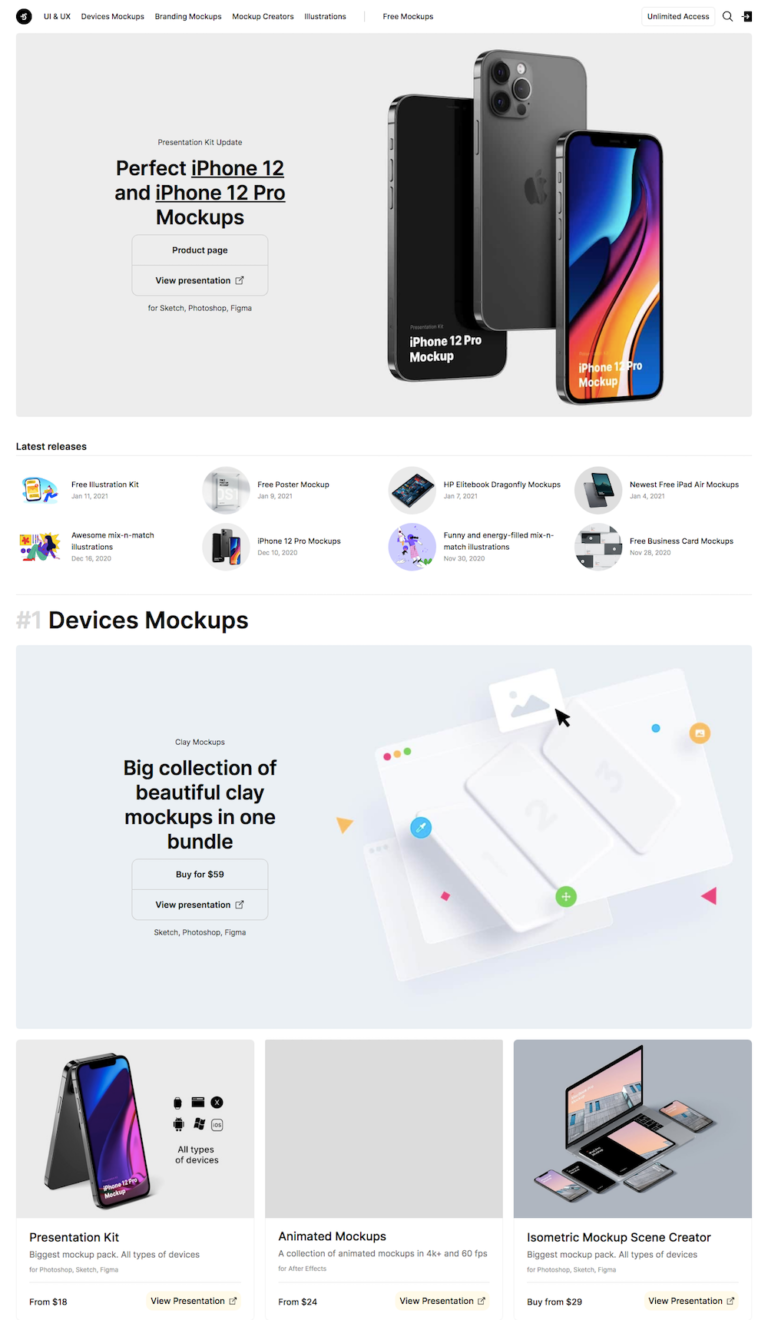 UI & UX
Devices Mockups
Branding Mockups
Mockup Creators
Illustrations
Free Mockups
Unlimited Access
Presentation Kit Update
Perfect iPhone 12
and iPhone 12 Pro
Mockups
Product page
View presentation
for Sketch, Photoshop, Figma
Presentation Kit
iPhone 12 Pro
Mockup
iPhone 12 Pro
Mockup
Latest releases
Free Illustration Kit
Jan 11, 2021
Free Poster Mockup
Jan 9, 2021
HP Elitebook Dragonfly Mockups
Jan 7, 2021
Newest Free iPad Air Mockups
Jan 4, 2021
Awesome mix-n-match
illustrations
Dec 16, 2020
iPhone 12 Pro Mockups
Dec 10, 2020
Funny and energy-filled mix-n-
match illustrations
Nov 30, 2020
Free Business Card Mockups
Nov 28, 2020
#1 Devices Mockups
Clay Mockups
Big collection of
beautiful clay
mockups in one
bundle
Buy for $59
View presentation
Sketch, Photoshop, Figma
1
2
3
X
iOS
All types
of devices
iPhone 12 Pro
Mockup
Presentation Kit
Biggest mockup pack. All types of devices
for Photoshop, Sketch, Figma
From $18
View Presentation
Animated Mockups
A collection of animated mockups in 4k+ and 60 fps
for After Effects
From $24
View Presentation
Isometric Mockup Scene Creator
Biggest mockup pack. All types of devices
for Photoshop, Sketch, Figma
Buy from $29
View Presentation